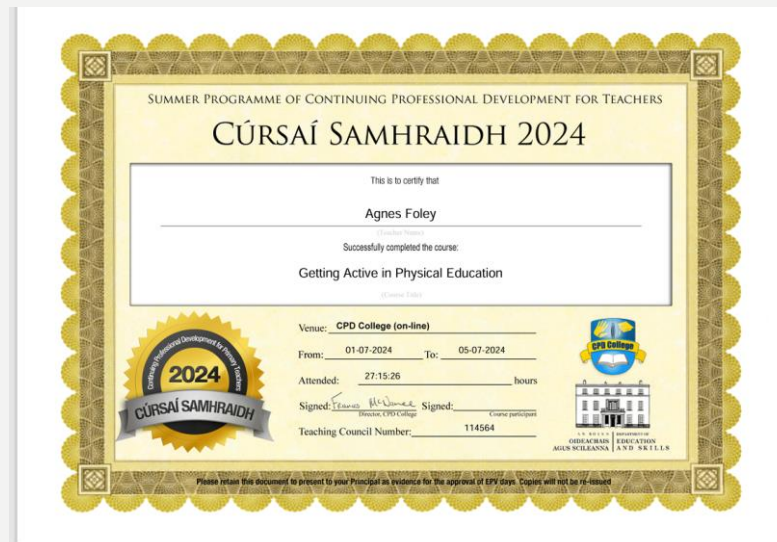 SUMMER PROGRAMME OF CONTINUING PROFESSIONAL DEVELOPMENT FOR TEACHERS
CÚRSAÍ SAMHRAIDH 2024
This is to certify that
Agnes Foley
(Teacher Name)
Successfully completed the course:
Getting Active in Physical Education
(Course Title)
Venue: CPD College (on-line)
From: 01-07-2024 To: 05-07-2024
Attended: 27:15:26 hours
Signed: Signed:
Director, CPD College Course participant
Teaching Council Number: 114564
Continuing Professional Development for Primary Teachers
2024
CÚRSAÍ SAMHRAIDH
CPD College
AN ROINN DEPARTMENT OF
OIDEACHAIS EDUCATION
AGUS SCILEANNA AND SKILLS
Please retain this document to present to your Principal as evidence for the approval of EPV days. Copies will not be re-issued